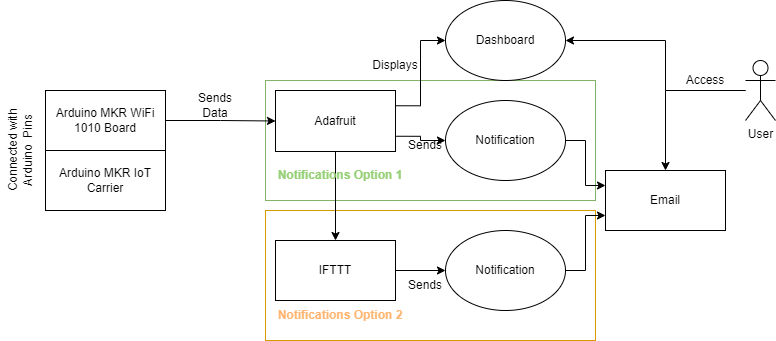 Dashboard
Displays
Access
Sends
Data
Connected with
Arduino Pins
Arduino MKR WiFi
1010 Board
Adafruit
Sends
Notification
User
Arduino MKR IoT
Carrier
Notifications Option 1
Email
IFTTT
Sends
Notification
Notifications Option 2